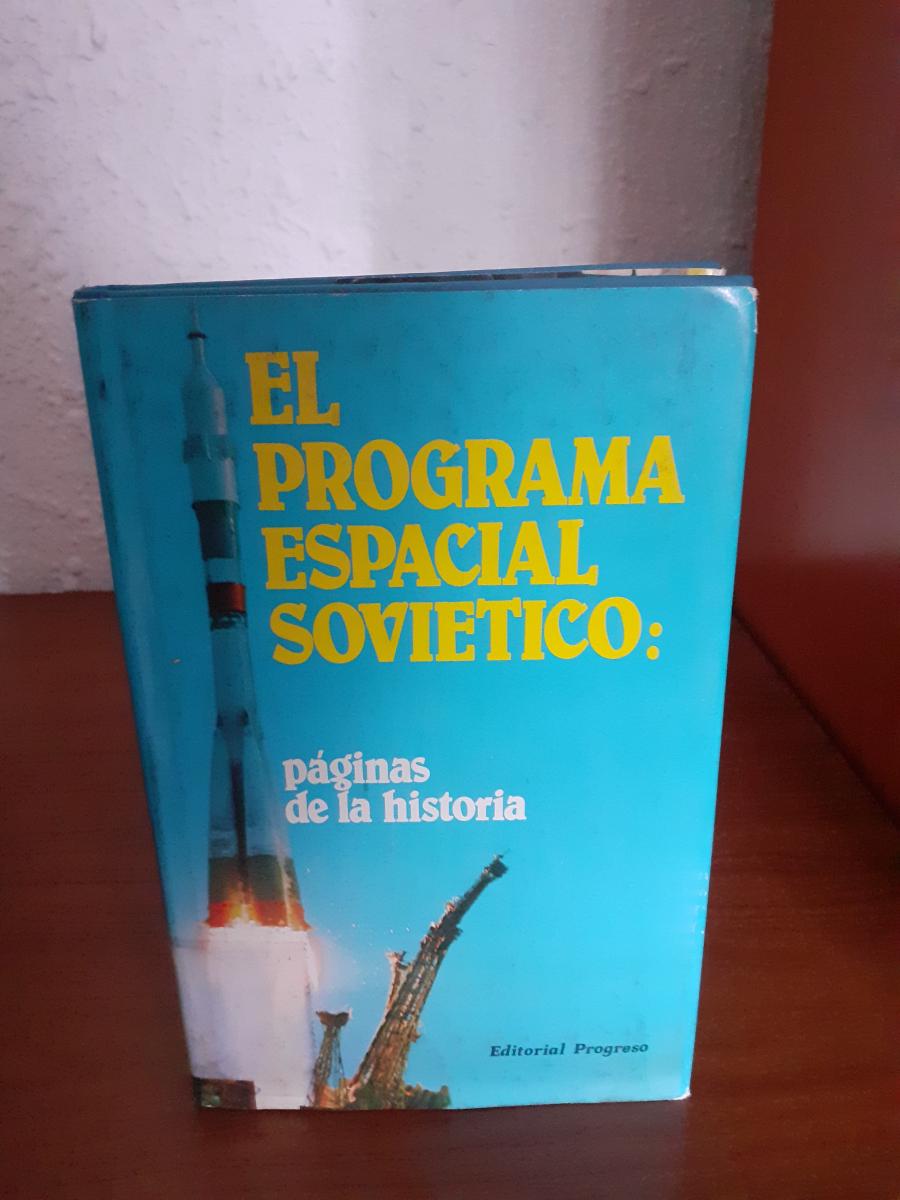 EL
PROGRAMA
ESPACIAL
SOVIETICO:
páginas
de la historia
Editorial Progreso